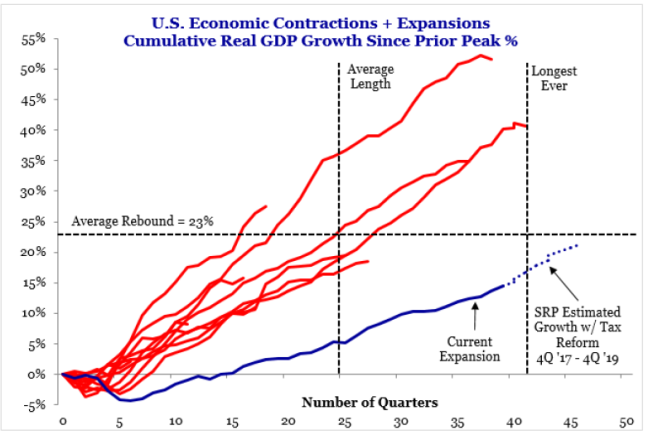 U.S. Economic Contractions + Expansions
Cumulative Real GDP Growth Since Prior Peak %
55%
50%
45%
40%
35%
30%
25%
20%
15%
10%
5%
0%
-5%
Average
Length
Longest
Ever
Average Rebound = 23%
Current
Expansion
SRP Estimated
Growth w/ Tax
Reform
4Q '17 - 4Q '19
Number of Quarters
0 5 10 15 20 25 30 35 40 45 50